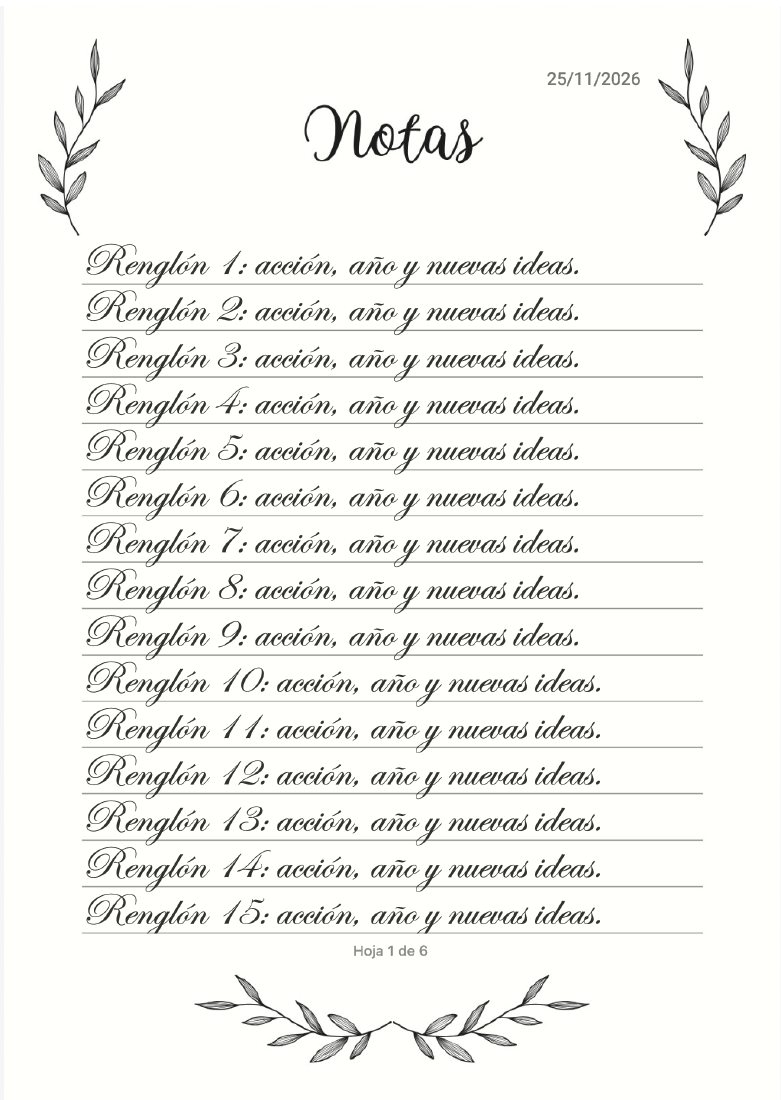 25/11/2026
Notas
Renglón 1: acción, año y nuevas ideas.
Renglón 2: acción, año y nuevas ideas.
Renglón 3: acción, año y nuevas ideas.
Renglón 4: acción, año y nuevas ideas.
Renglón 5: acción, año y nuevas ideas.
Renglón 6: acción, año y nuevas ideas.
Renglón 7: acción, año y nuevas ideas.
Renglón 8: acción, año y nuevas ideas.
Renglón 9: acción, año y nuevas ideas.
Renglón 10: acción, año y nuevas ideas.
Renglón 11: acción, año y nuevas ideas.
Renglón 12: acción, año y nuevas ideas.
Renglón 13: acción, año y nuevas ideas.
Renglón 14: acción, año y nuevas ideas.
Renglón 15: acción, año y nuevas ideas.
Hoja 1 de 6